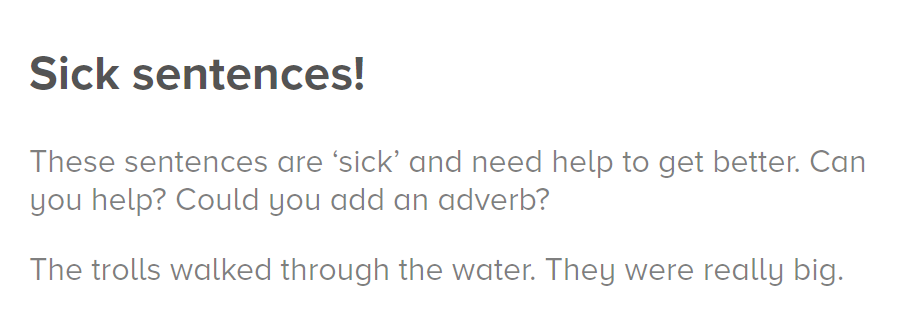 Sick sentences!
These sentences are ‘sick’ and need help to get better. Can
you help? Could you add an adverb?
The trolls walked through the water. They were really big.